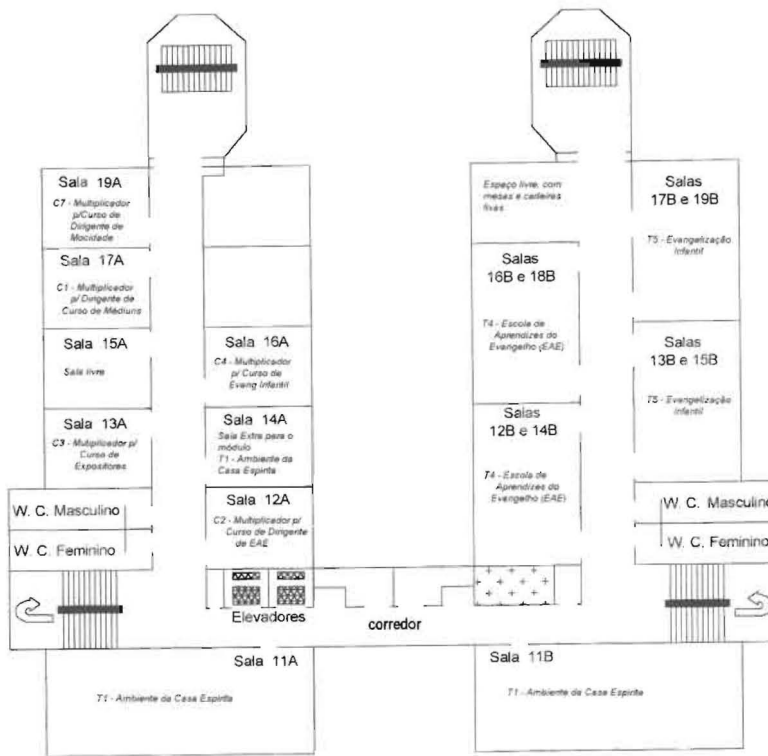 Sala 19A
C7 - Multiplicador
p/Curso de
Dirigente de
Mocidade
Sala 17A
C1 - Multiplicador
p/ Dirigente de
Curso de Médiuns
Sala 15A
Sala livre
Sala 13A
C3 - Multiplicador p/
Curso de
Expositores
W. C. Masculino
W. C. Feminino
Sala 16A
C4 - Multiplicador
p/ Curso de
Evang Infantil
Sala 14A
Sala Extra para o
módulo
T1 - Ambiente da
Casa Espírita
Sala 12A
C2 - Multiplicador p/
Curso de Dirigente
de EAE
Elevadores
corredor
Sala 11A
T1 - Ambiente da Casa Espírita
Espaço livre, com
mesas e cadeiras
fixas
Salas
16B e 18B
T4 - Escola de
Aprendizes do
Evangelho (EAE)
Salas
12B e 14B
T4 - Escola de
Aprendizes do
Evangelho (EAE)
Salas
17B e 19B
T5 - Evangelização
Infantil
Salas
13B e 15B
T5 - Evangelização
Infantil
W. C. Masculino
W. C. Feminino
Sala 11B
T1 - Ambiente da Casa Espírita